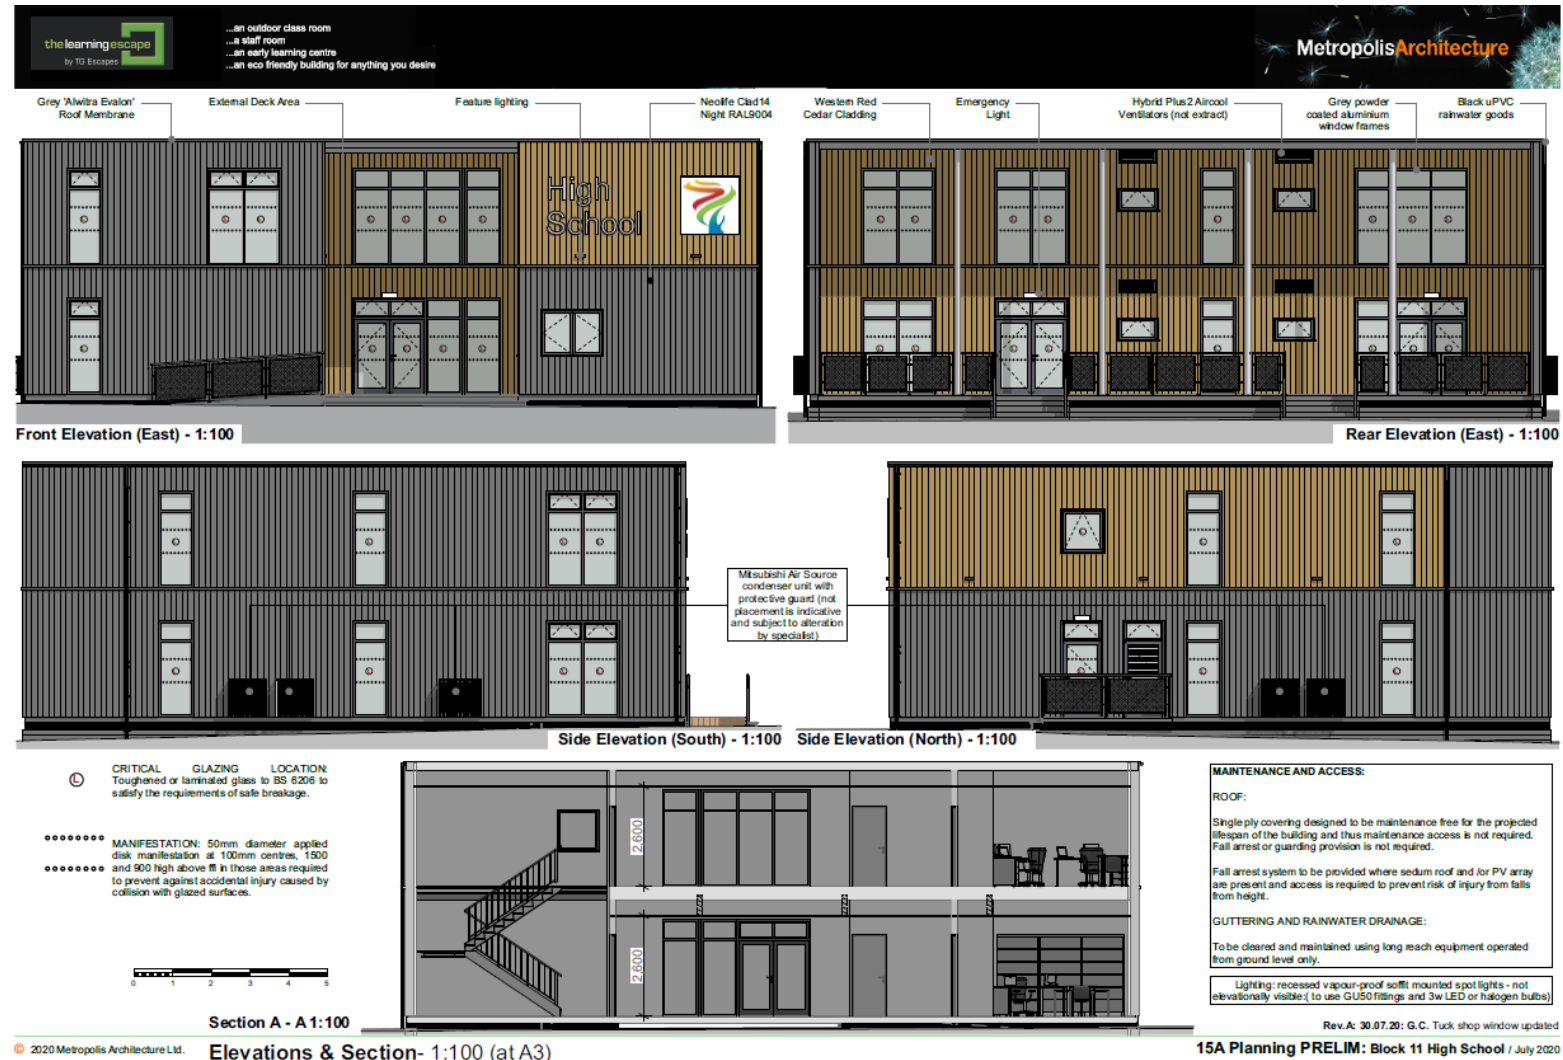 thelearningescape
by TG Escapes
...an outdoor class room
...a staff room
...an early learning centre
...an eco friendly building for anything you desire
MetropolisArchitecture
Grey 'Alwitra Evalon'
Roof Membrane
External Deck Area
Feature lighting
Neolife Clad14
Night RAL9004
Western Red
Cedar Cladding
Emergency
Light
Hybrid Plus2 Aircool
Ventilators (not extract)
Grey powder
coated aluminium
window frames
Black uPVC
rainwater goods
High
School
Front Elevation (East) - 1:100
Rear Elevation (East) - 1:100
Mitsubishi Air Source
condenser unit with
protective guard (not
placement is indicative
and subject to alteration
by specialist)
Side Elevation (South) - 1:100
Side Elevation (North) - 1:100
L
CRITICAL GLAZING LOCATION:
Toughened or laminated glass to BS 6206 to
satisfy the requirements of safe breakage.
MANIFESTATION: 50mm diameter applied
disk manifestation at 100mm centres, 1500
and 900 high above ffl in those areas required
to prevent against accidental injury caused by
collision with glazed surfaces.
0 1 2 3 4 5
2,600
2,600
Section A - A 1:100
MAINTENANCE AND ACCESS:
ROOF:
Single ply covering designed to be maintenance free for the projected
lifespan of the building and thus maintenance access is not required.
Fall arrest or guarding provision is not required.
Fall arrest system to be provided where sedum roof and /or PV array
are present and access is required to prevent risk of injury from falls
from height.
GUTTERING AND RAINWATER DRAINAGE:
To be cleared and maintained using long reach equipment operated
from ground level only.
Lighting: recessed vapour-proof soffit mounted spot lights - not
elevationally visible:( to use GU50 fittings and 3w LED or halogen bulbs)
Rev. A: 30.07.20: G.C. Tuck shop window updated
© 2020 Metropolis Architecture Ltd.
Elevations & Section- 1:100 (at A3)
15A Planning PRELIM: Block 11 High School / July 2020